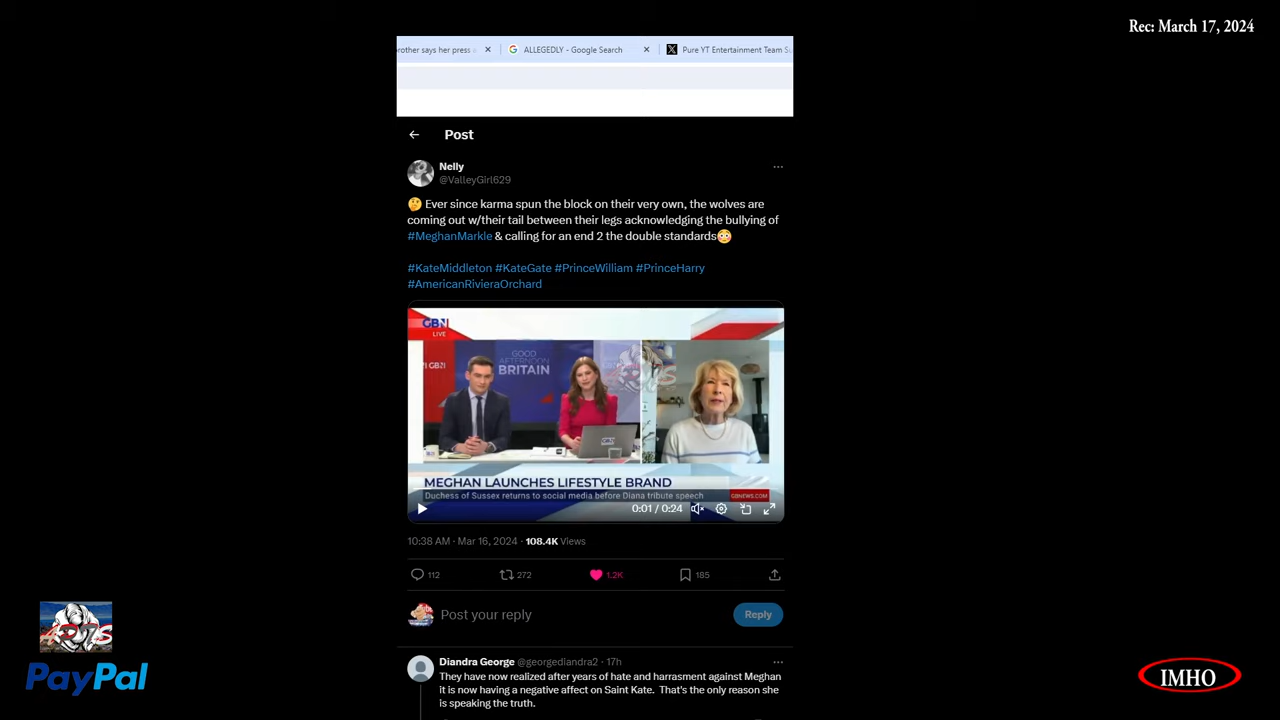 Rec: March 17, 2024
rother says her press
ALLEGEDLY - Google Search
Pure YT Entertainment Team Su
Post
Nelly
@ValleyGirl629
🤔 Ever since karma spun the block on their very own, the wolves are
coming out w/their tail between their legs acknowledging the bullying of
#MeghanMarkle & calling for an end 2 the double standards😳
#KateMiddleton #KateGate #PrinceWilliam #PrinceHarry
#AmericanRivieraOrchard
GBN
LIVE
GBN
GOOD
AFTERNOON
BRITAIN
GBN
MEGHAN LAUNCHES LIFESTYLE BRAND
Duchess of Sussex returns to social media before Diana tribute speech
GBNEWS.COM
0:01 / 0:24
10:38 AM · Mar 16, 2024 · 108.4K Views
112
272
1.2K
185
Post your reply
Reply
PayPal
IMHO
Diandra George @georgediandra2 · 17h
They have now realized after years of hate and harrasment against Meghan
it is now having a negative affect on Saint Kate. That's the only reason she
is speaking the truth.